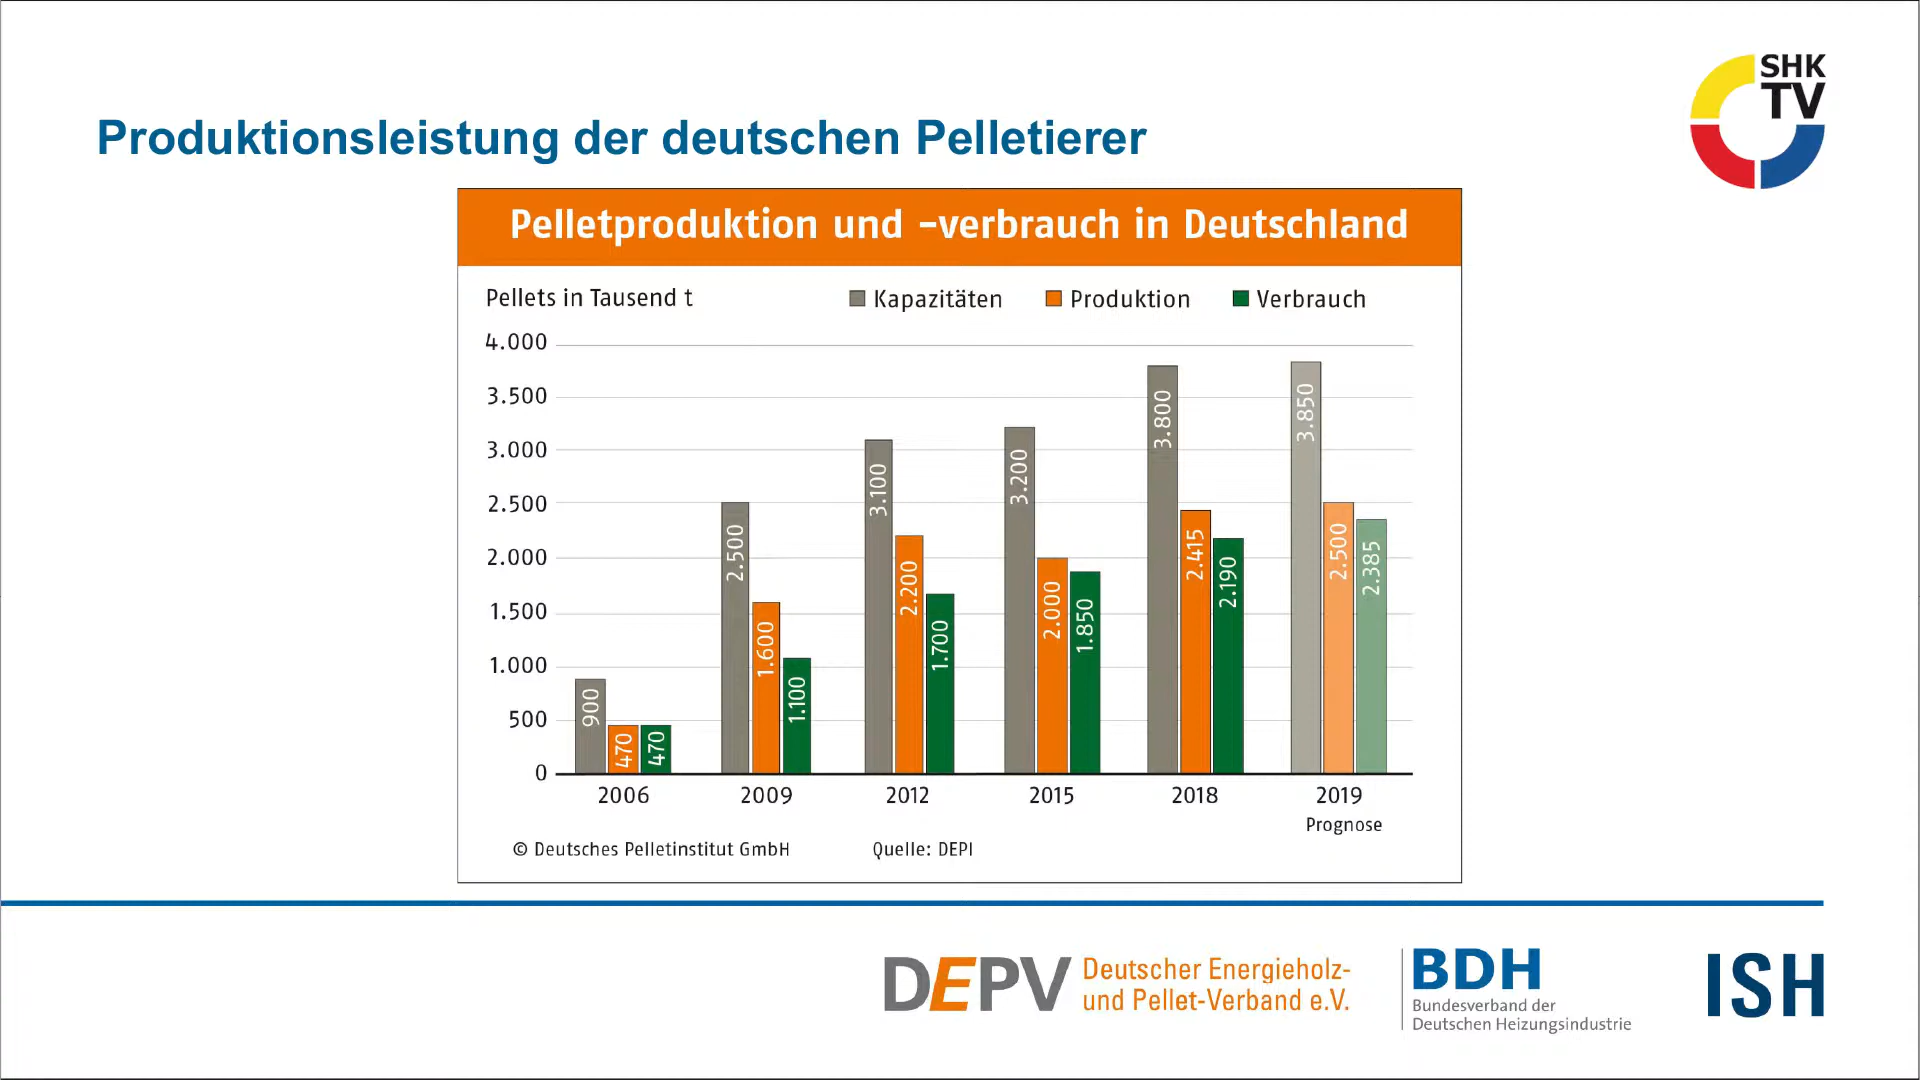 SHK
TV
Produktionsleistung der deutschen Pelletierer
Pelletproduktion und –verbrauch in Deutschland
Pellets in Tausend t
Kapazitäten
Produktion
Verbrauch
4.000
3.500
3.000
2.500
2.000
1.500
1.000
500
0
900
470
470
2.500
1.600
1.100
3.100
2.200
1.700
3.200
2.000
1.850
3.800
2.415
2.190
3.850
2.500
2.385
2006
2009
2012
2015
2018
2019
Prognose
© Deutsches Pelletinstitut GmbH
Quelle: DEPI
DEPV
Deutscher Energieholz-
und Pellet-Verband e.V.
BDH
Bundesverband der
Deutschen Heizungsindustrie
ISH